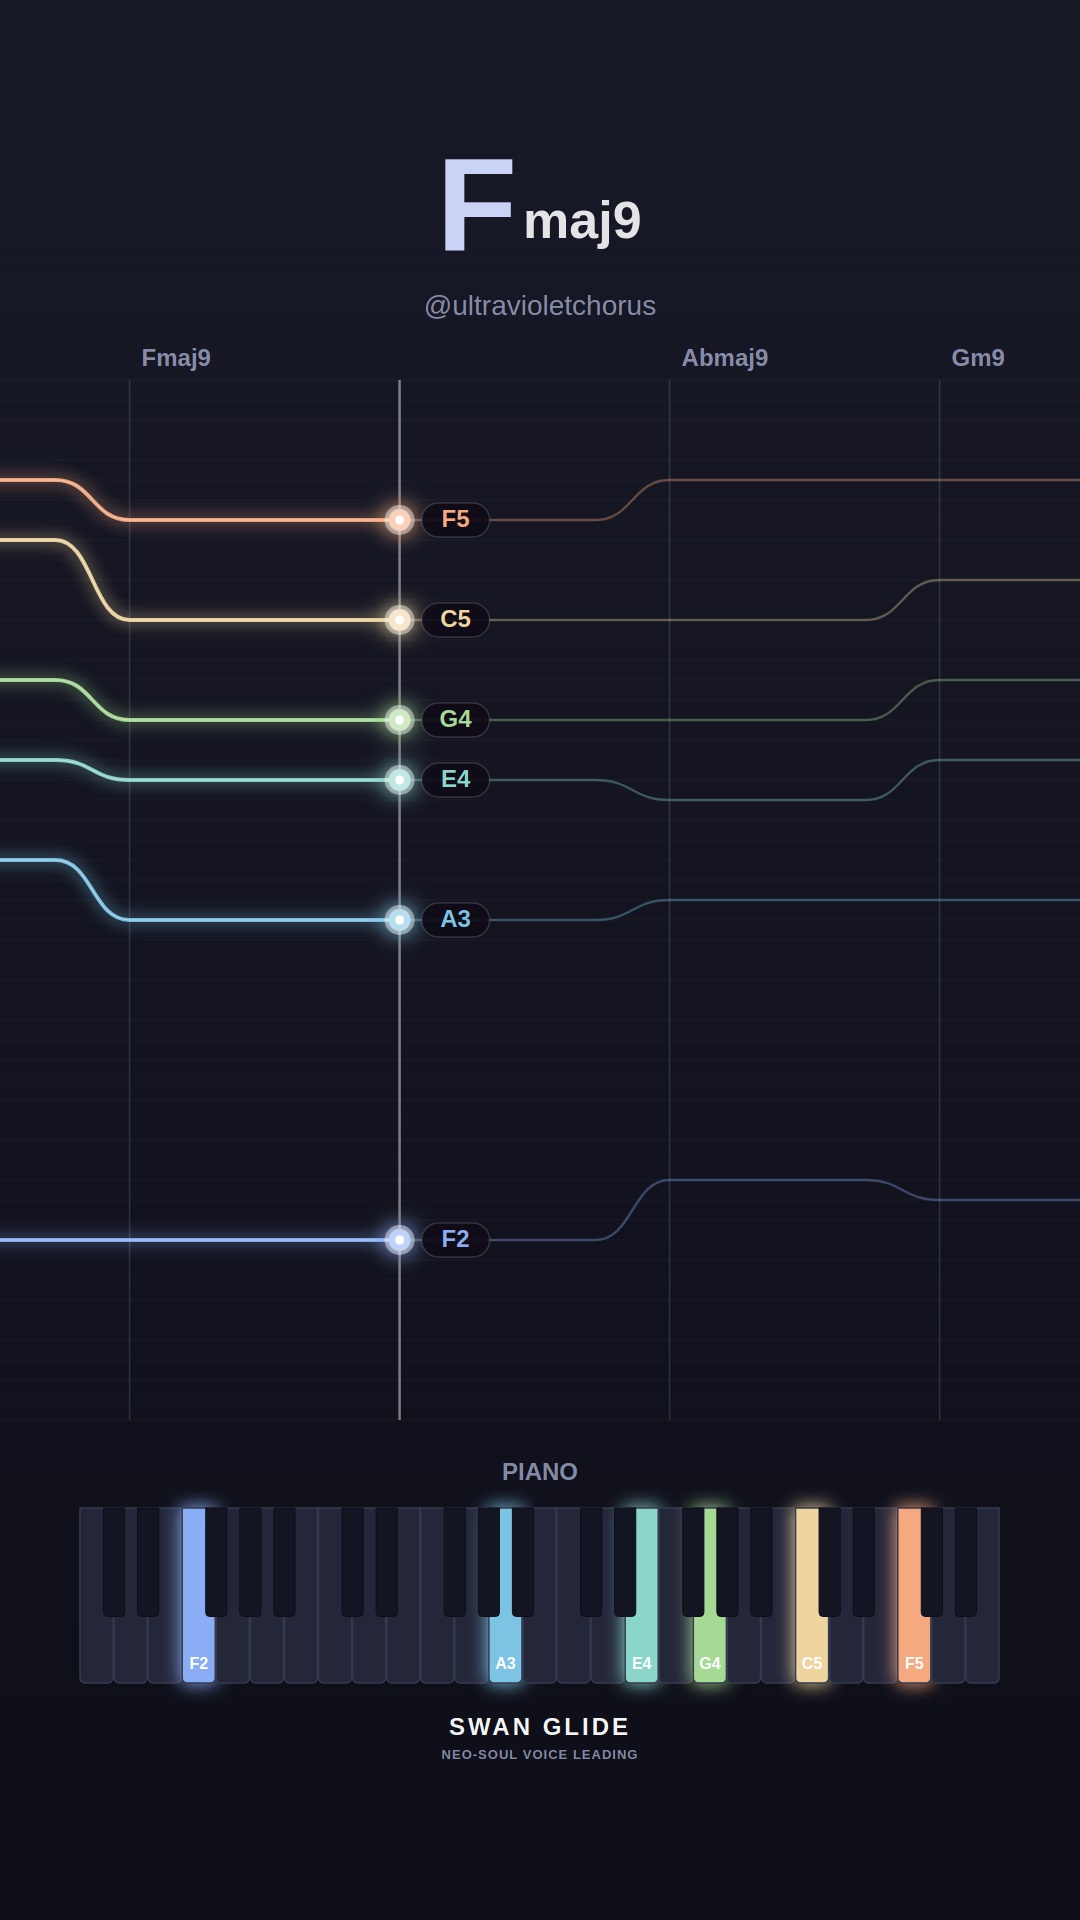 F maj9
@ultravioletchorus
Fmaj9 Abmaj9 Gm9
F5
C5
G4
E4
A3
F2
PIANO
F2 A3 E4 G4 C5 F5
SWAN GLIDE
NEO-SOUL VOICE LEADING